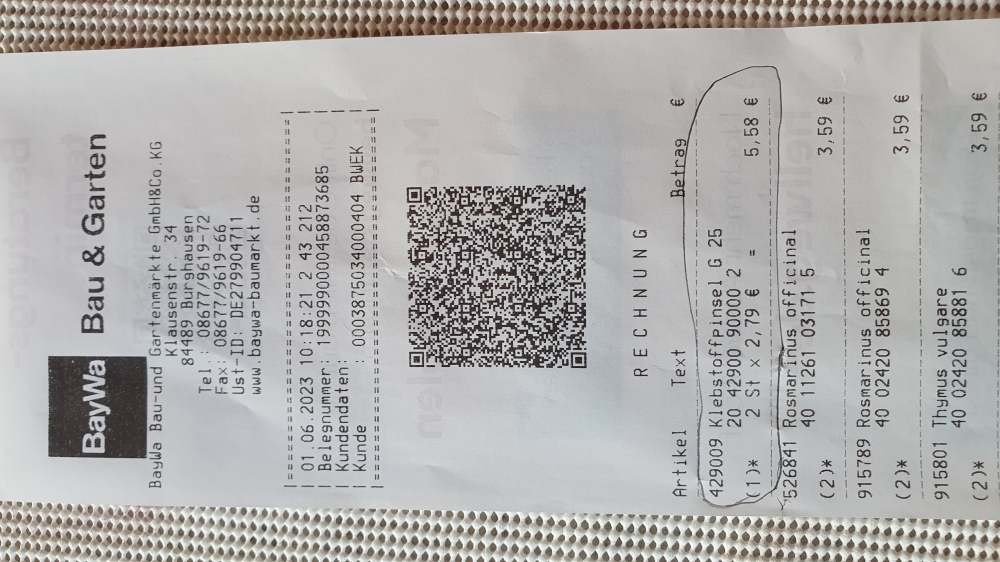 BayWa Bau & Garten
BayWa Bau-und Gartenmärkte GmbH&Co.KG
Klausenstr. 34
84489 Burghausen
Tel.: 08677/9619-72
Fax : 08677/9619-66
Ust-ID: DE279904711
www.baywa-baumarkt.de
01.06.2023 10:18:21 2 43 212
Belegnummer: 1999990000458873685
Kundendaten:
Kunde : 0003875034000404 BWEK
RECHNUNG
Artikel Text Betrag €
429009 Klebstoffpinsel G 25
20 42900 90000 2
(1)* 2 St x 2,79 € = 5,58 €
526841 Rosmarinus officinal
40 11261 03171 5
(2)* 3,59 €
915789 Rosmarinus officinal
40 02420 85869 4
(2)* 3,59 €
915801 Thymus vulgare
40 02420 85881 6
(2)* 3,59 €